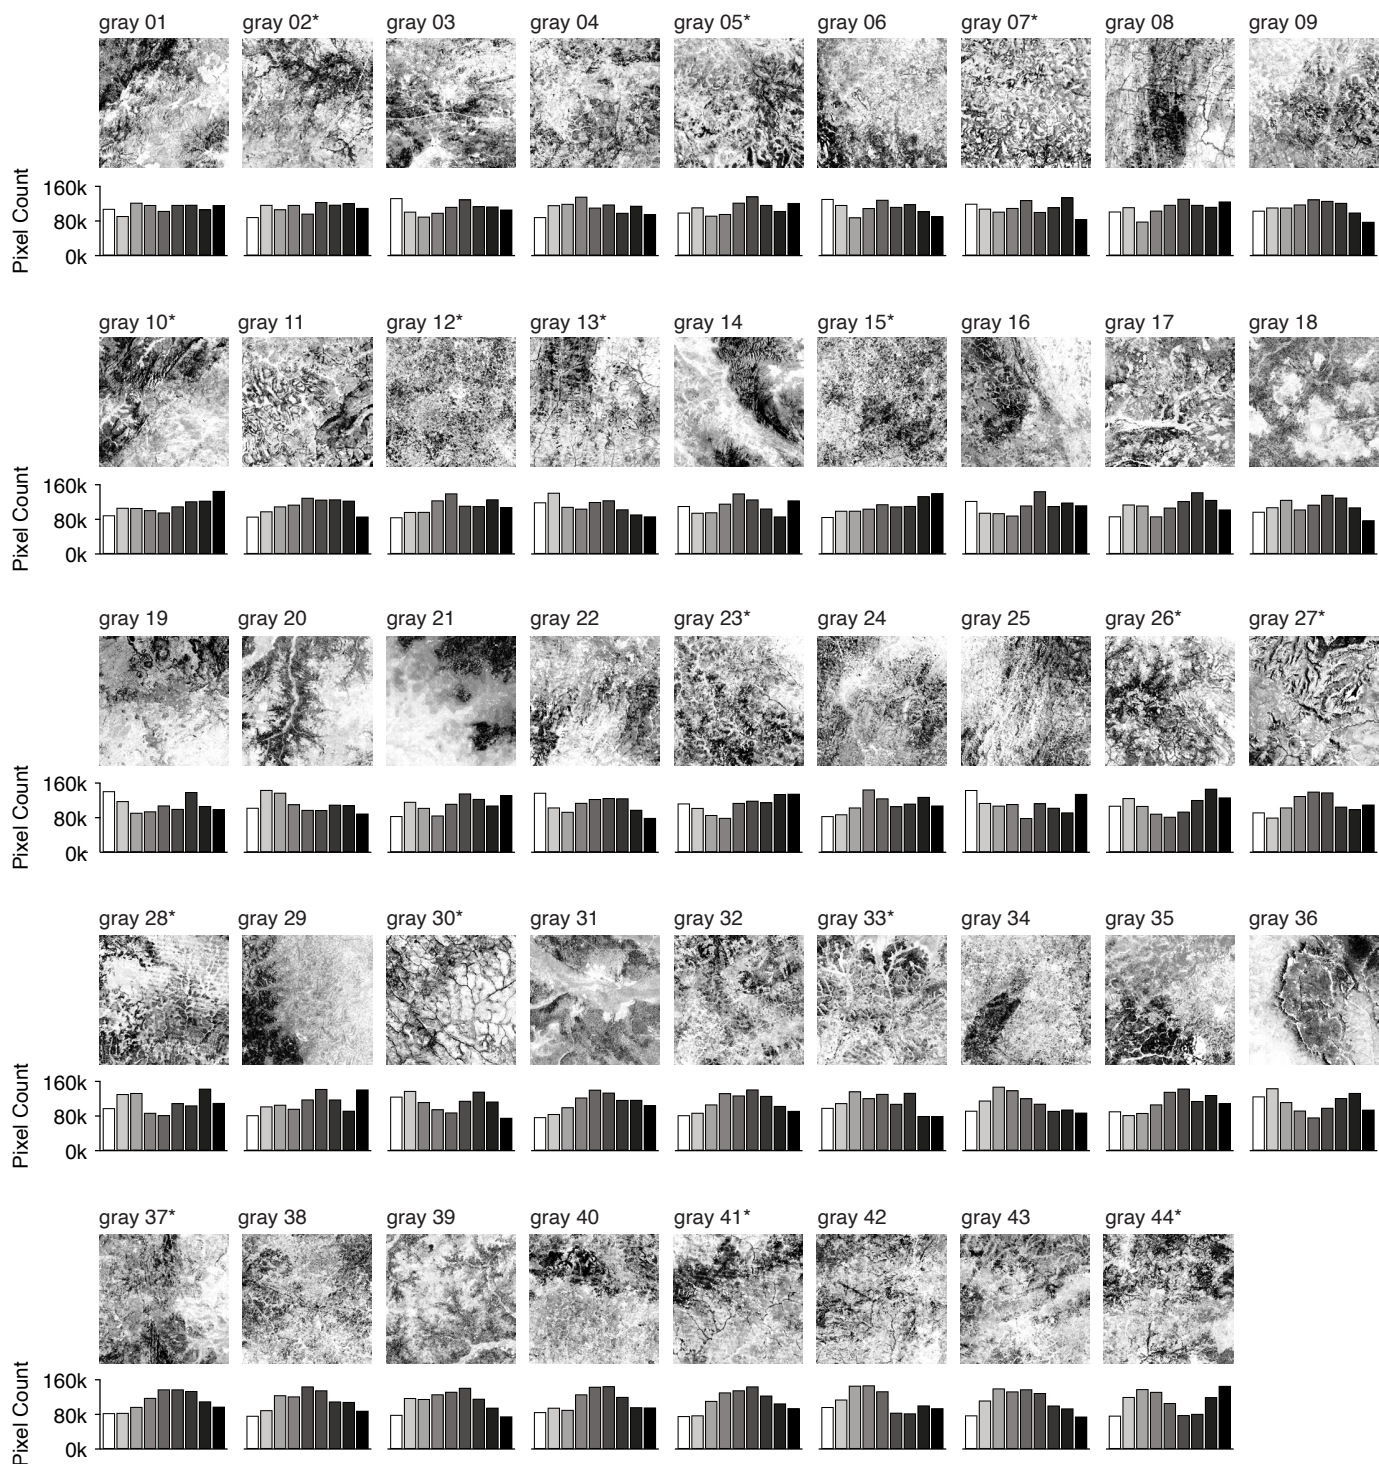 gray 01 gray 02* gray 03 gray 04 gray 05* gray 06 gray 07* gray 08 gray 09
Pixel Count
160k
80k
0k
gray 10* gray 11 gray 12* gray 13* gray 14 gray 15* gray 16 gray 17 gray 18
Pixel Count
160k
80k
0k
gray 19 gray 20 gray 21 gray 22 gray 23* gray 24 gray 25 gray 26* gray 27*
Pixel Count
160k
80k
0k
gray 28* gray 29 gray 30* gray 31 gray 32 gray 33* gray 34 gray 35 gray 36
Pixel Count
160k
80k
0k
gray 37* gray 38 gray 39 gray 40 gray 41* gray 42 gray 43 gray 44*
Pixel Count
160k
80k
0k